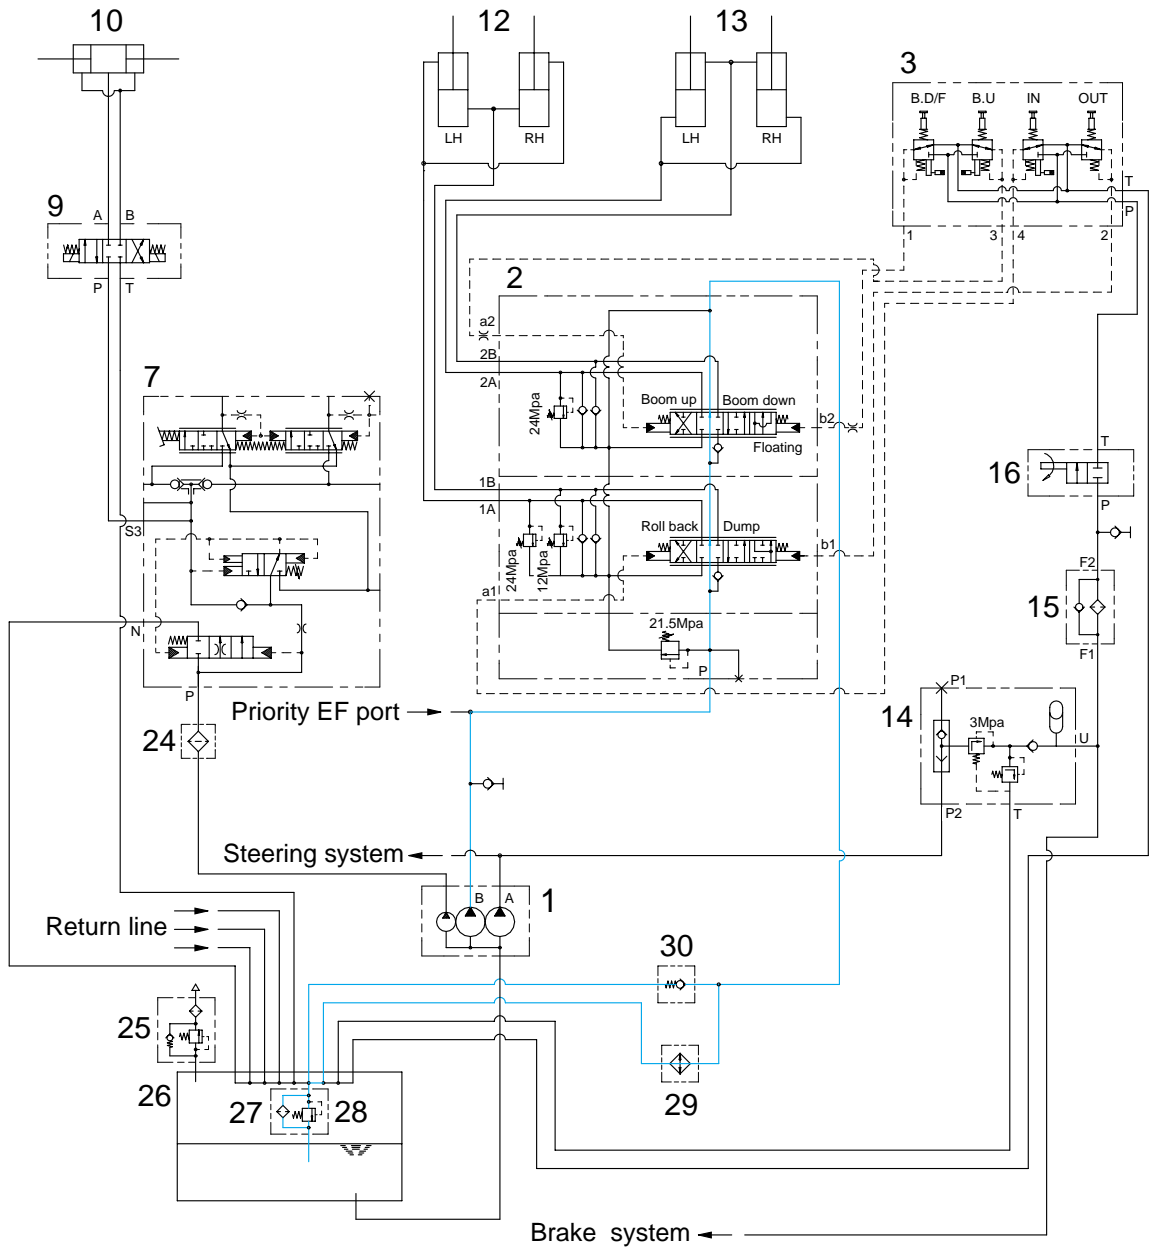 10
12
13
3
B.D/F
B.U
IN
OUT
LH
RH
LH
RH
T
P
1
3
4
2
9
A
B
P
T
2
a2
2B
2A
24Mpa
Boom up
Boom down
b2
Floating
7
1B
1A
Roll back
Dump
b1
24Mpa
12Mpa
a1
S3
N
P
21.5Mpa
P
T
16
P
F2
15
F1
Priority EF port
24
P1
14
3Mpa
U
P2
T
Steering system
B
A
1
Return line
30
25
26
27
28
29
Brake system